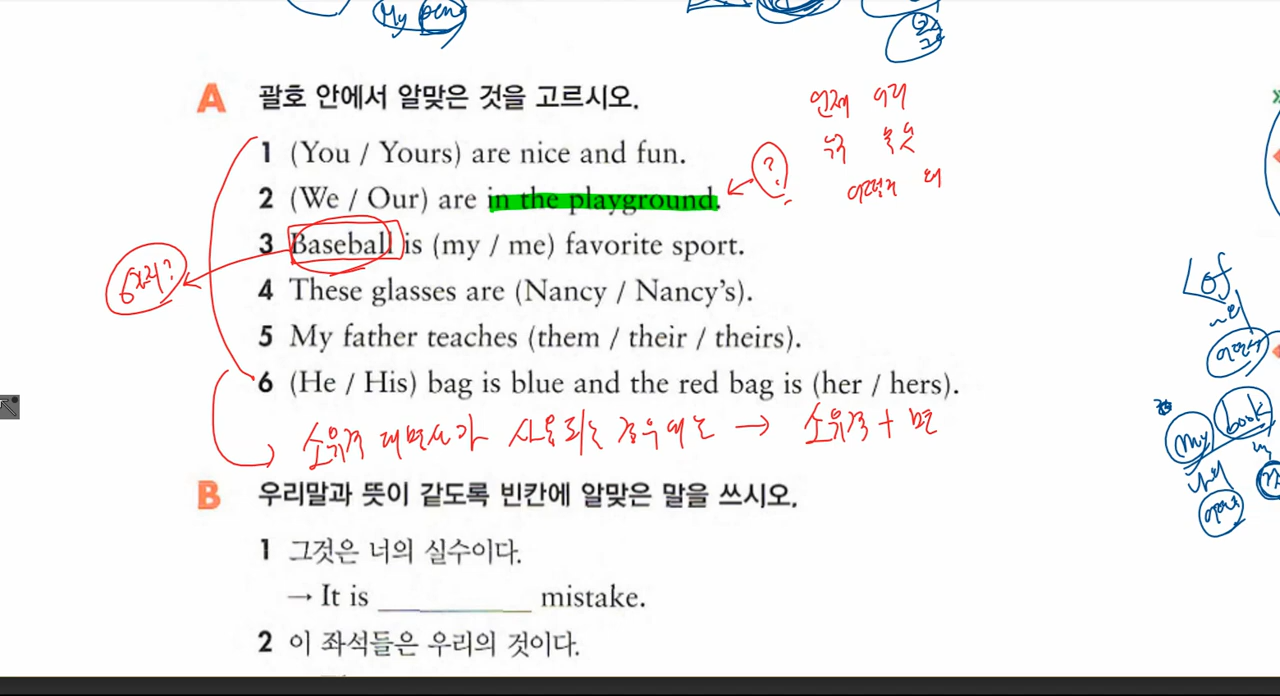 My pen
A 괄호 안에서 알맞은 것을 고르시오.
언제 어디
누구 무엇
어떻게 왜
1 (You / Yours) are nice and fun.
2 (We / Our) are in the playground.
?
3 Baseball is (my / me) favorite sport.
4 These glasses are (Nancy / Nancy's).
5 My father teaches (them / their / theirs).
6 (He / His) bag is blue and the red bag is (her / hers).
소유격 대명사가 사용되는 경우에는 → 소유격 + 명
my book
B 우리말과 뜻이 같도록 빈칸에 알맞은 말을 쓰시오.
1 그것은 너의 실수이다.
→ It is ________ mistake.
2 이 좌석들은 우리의 것이다.